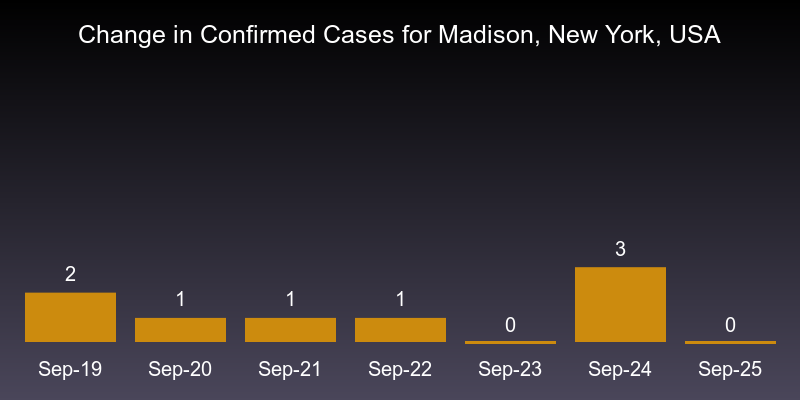 Change in Confirmed Cases for Madison, New York, USA
2
1
1
1
0
3
0
Sep-19
Sep-20
Sep-21
Sep-22
Sep-23
Sep-24
Sep-25